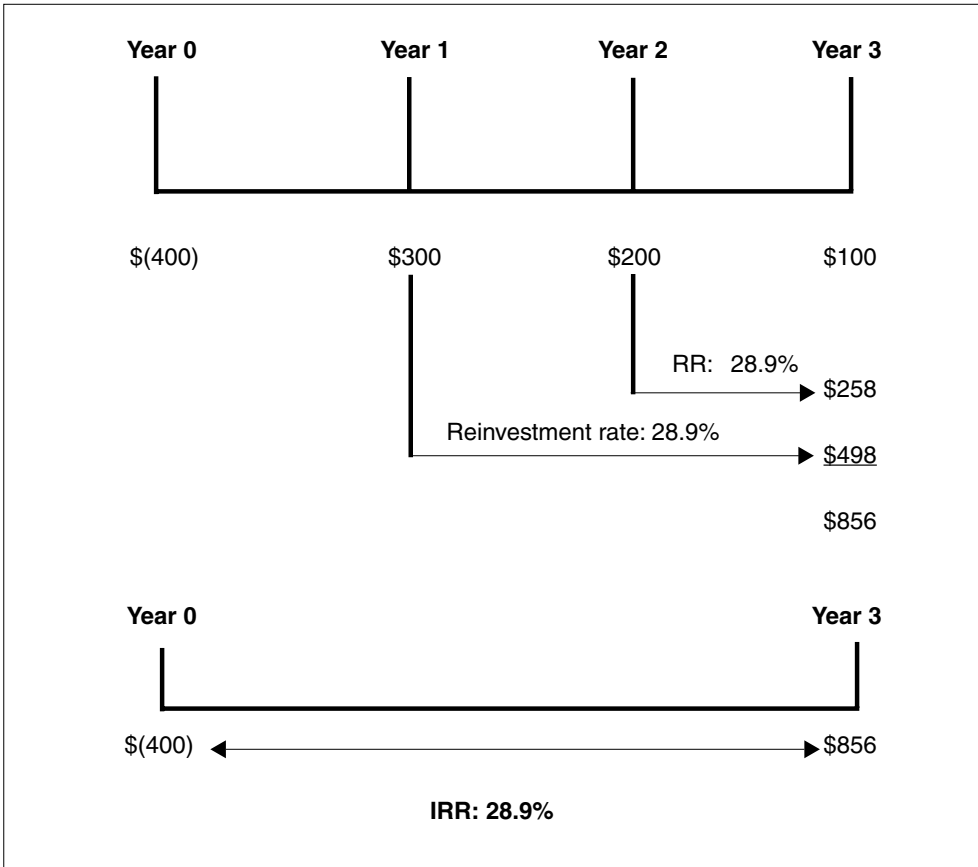 Year 0 Year 1 Year 2 Year 3
$(400) $300 $200 $100
RR: 28.9%
$258
Reinvestment rate: 28.9%
$498
$856
Year 0 Year 3
$(400) $856
IRR: 28.9%